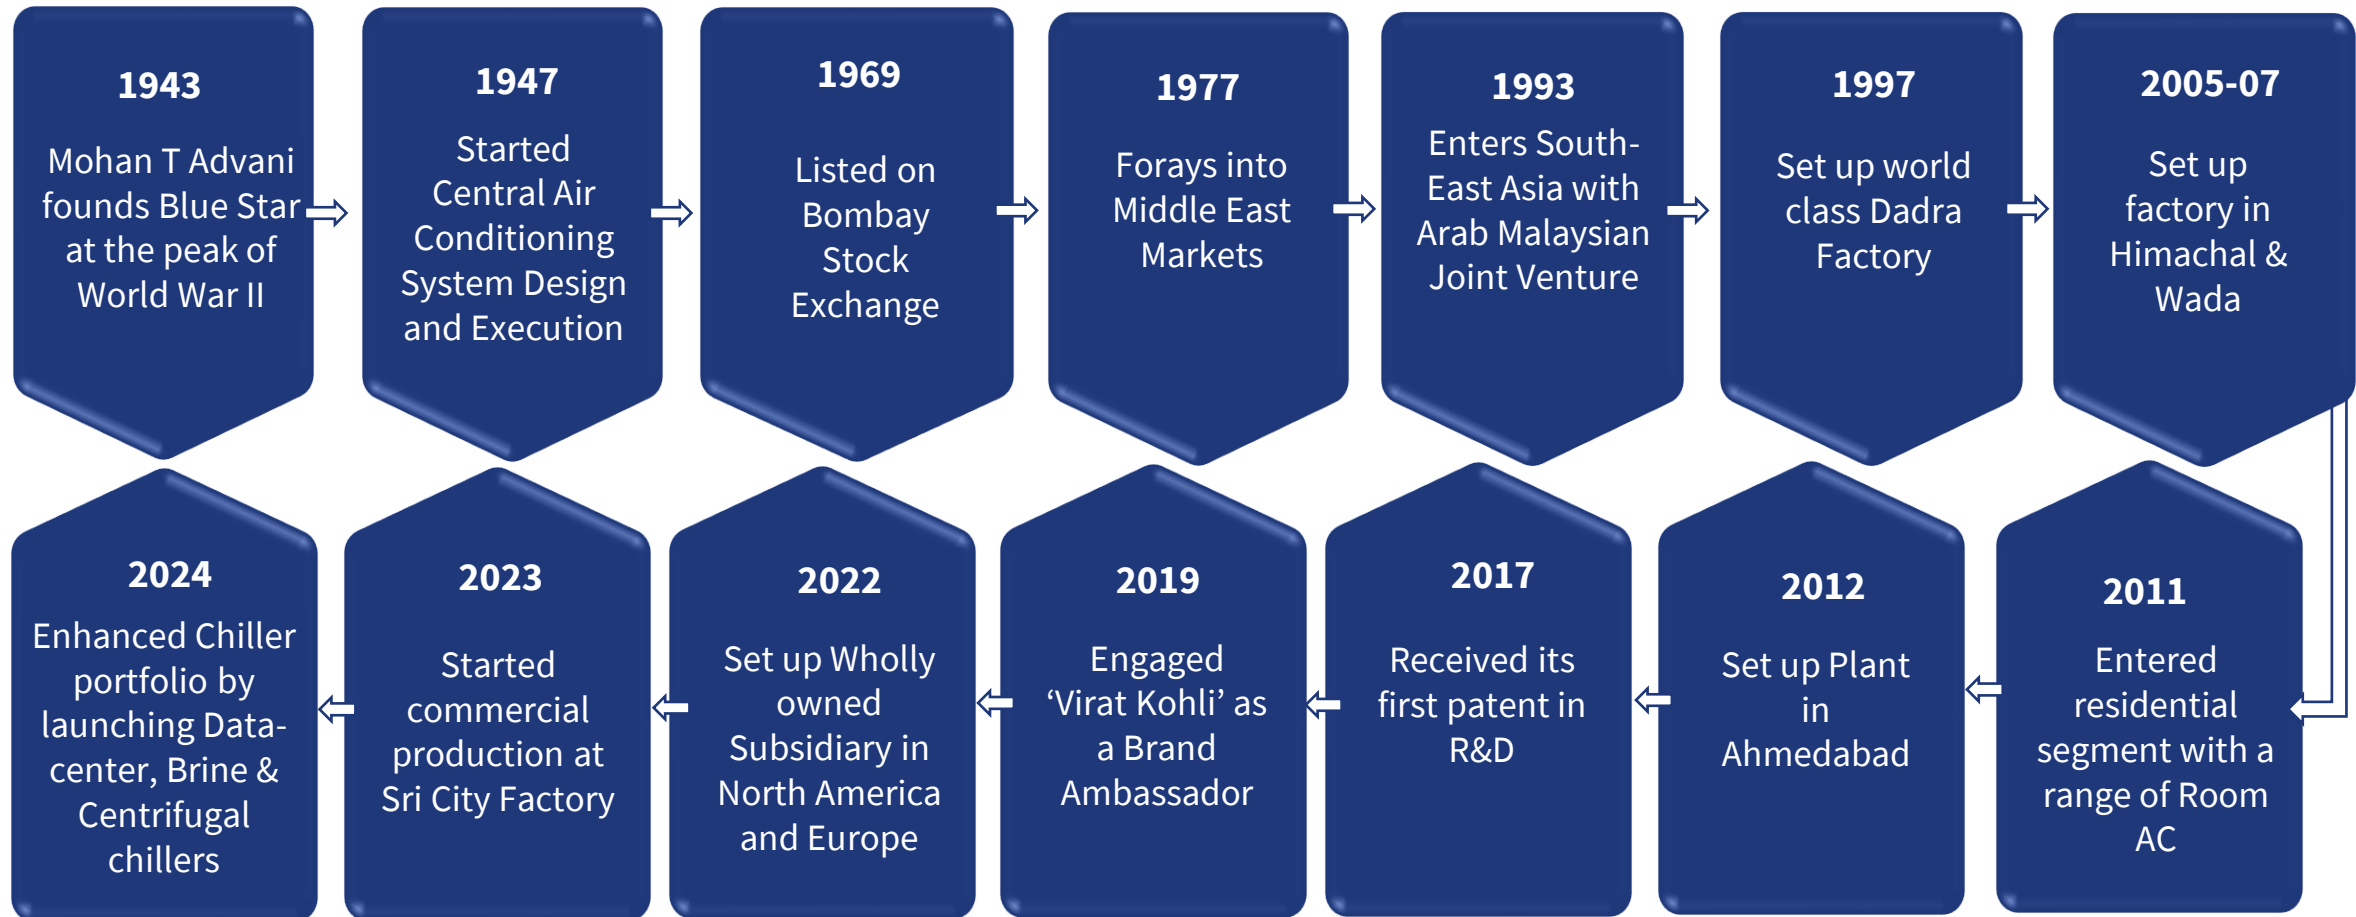 1943
Mohan T Advani
founds Blue Star
at the peak of
World War II
1947
Started
Central Air
Conditioning
System Design
and Execution
1969
Listed on
Bombay
Stock
Exchange
1977
Forays into
Middle East
Markets
1993
Enters South-
East Asia with
Arab Malaysian
Joint Venture
1997
Set up world
class Dadra
Factory
2005-07
Set up
factory in
Himachal &
Wada
2011
Entered
residential
segment with a
range of Room
AC
2012
Set up Plant
in
Ahmedabad
2017
Received its
first patent in
R&D
2019
Engaged
‘Virat Kohli’ as
a Brand
Ambassador
2022
Set up Wholly
owned
Subsidiary in
North America
and Europe
2023
Started
commercial
production at
Sri City Factory
2024
Enhanced Chiller
portfolio by
launching Data-
center, Brine &
Centrifugal
chillers